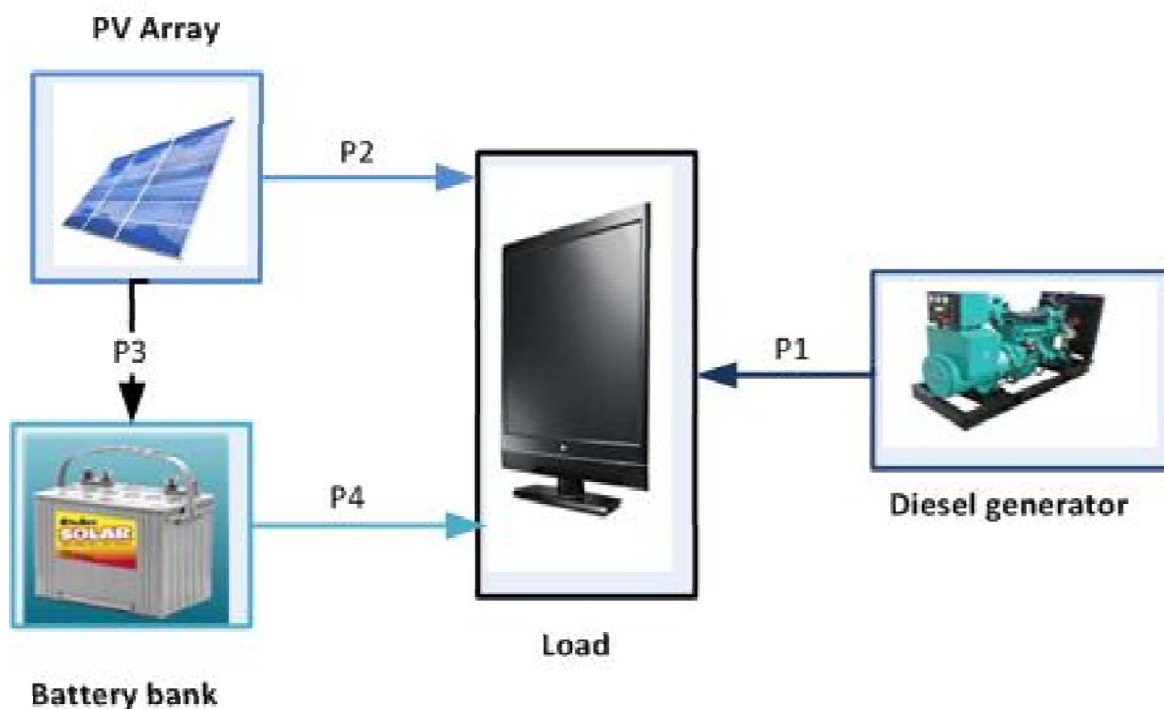 PV Array
P2
P3
P1
P4
SOLAR
Diesel generator
Load
Battery bank